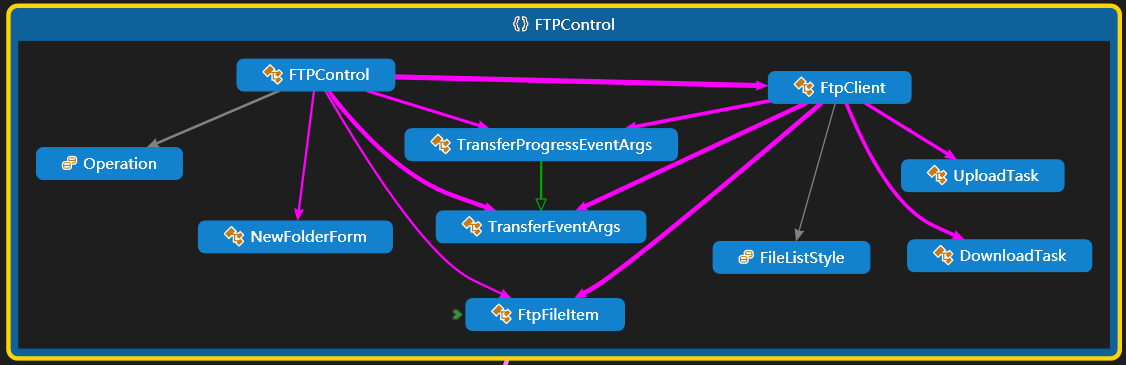 FTPControl
FTPControl
FtpClient
TransferProgressEventArgs
Operation
UploadTask
TransferEventArgs
NewFolderForm
FileListStyle
DownloadTask
FtpFileItem